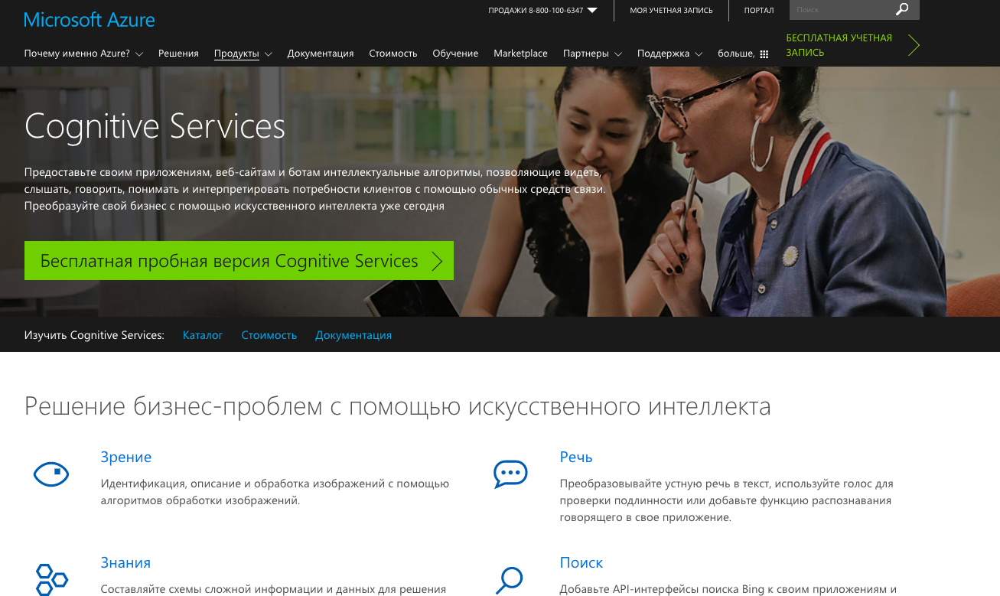 Microsoft Azure
ПРОДАЖИ 8-800-100-6347
МОЯ УЧЕТНАЯ ЗАПИСЬ
ПОРТАЛ
Поиск
Почему именно Azure?
Решения
Продукты
Документация
Стоимость
Обучение
Marketplace
Партнеры
Поддержка
больше,
БЕСПЛАТНАЯ УЧЕТНАЯ
ЗАПИСЬ
Cognitive Services
Предоставьте своим приложениям, веб-сайтам и ботам интеллектуальные алгоритмы, позволяющие видеть,
слышать, говорить, понимать и интерпретировать потребности клиентов с помощью обычных средств связи.
Преобразуйте свой бизнес с помощью искусственного интеллекта уже сегодня
Бесплатная пробная версия Cognitive Services
Изучить Cognitive Services: Каталог Стоимость Документация
Решение бизнес-проблем с помощью искусственного интеллекта
Зрение
Идентификация, описание и обработка изображений с помощью
алгоритмов обработки изображений.
Речь
Преобразовывайте устную речь в текст, используйте голос для
проверки подлинности или добавьте функцию распознавания
говорящего в свое приложение.
Знания
Составляйте схемы сложной информации и данных для решения
Поиск
Добавьте API-интерфейсы поиска Bing к своим приложениям и